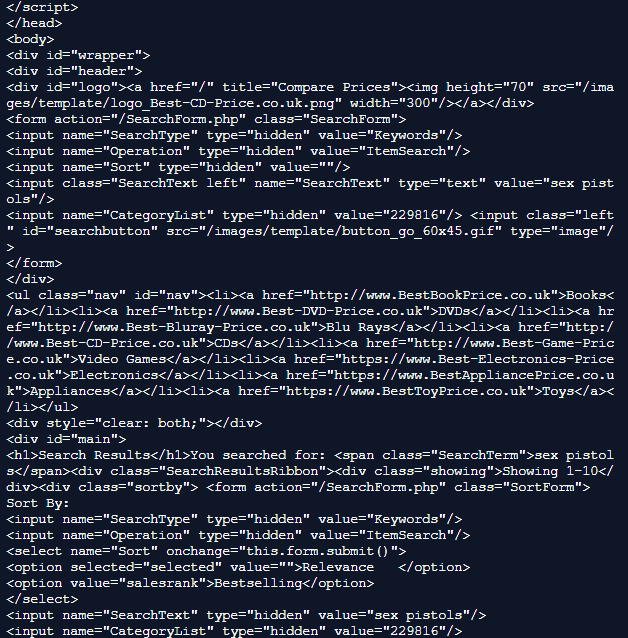 </script>
</head>
<body>
<div id="wrapper">
<div id="header">
<div id="logo"><a href="/" title="Compare Prices"><img height="70" src="/ima
ges/template/logo_Best-CD-Price.co.uk.png" width="300"/></a></div>
<form action="/SearchForm.php" class="SearchForm">
<input name="SearchType" type="hidden" value="Keywords"/>
<input name="Operation" type="hidden" value="ItemSearch"/>
<input name="Sort" type="hidden" value=""/>
<input class="SearchText left" name="SearchText" type="text" value="sex pist
ols"/>
<input name="CategoryList" type="hidden" value="229816"/> <input class="left
" id="searchbutton" src="/images/template/button_go_60x45.gif" type="image"/
>
</form>
</div>
<ul class="nav" id="nav"><li><a href="http://www.BestBookPrice.co.uk">Books<
/a></li><li><a href="http://www.Best-DVD-Price.co.uk">DVDs</a></li><li><a hr
ef="http://www.Best-Bluray-Price.co.uk">Blu Rays</a></li><li><a href="http:/
/www.Best-CD-Price.co.uk">CDs</a></li><li><a href="http://www.Best-Game-Pric
e.co.uk">Video Games</a></li><li><a href="https://www.Best-Electronics-Price
.co.uk">Electronics</a></li><li><a href="https://www.BestAppliancePrice.co.u
k">Appliances</a></li><li><a href="https://www.BestToyPrice.co.uk">Toys</a><
/li></ul>
<div style="clear: both;"></div>
<div id="main">
<h1>Search Results</h1>You searched for: <span class="SearchTerm">sex pistol
s</span><div class="SearchResultsRibbon"><div class="showing">Showing 1-10</
div><div class="sortby"> <form action="/SearchForm.php" class="SortForm">
Sort By:
<input name="SearchType" type="hidden" value="Keywords"/>
<input name="Operation" type="hidden" value="ItemSearch"/>
<select name="Sort" onchange="this.form.submit()">
<option selected="selected" value="">Relevance   </option>
<option value="salesrank">Bestselling</option>
</select>
<input name="SearchText" type="hidden" value="sex pistols"/>
<input name="CategoryList" type="hidden" value="229816"/>